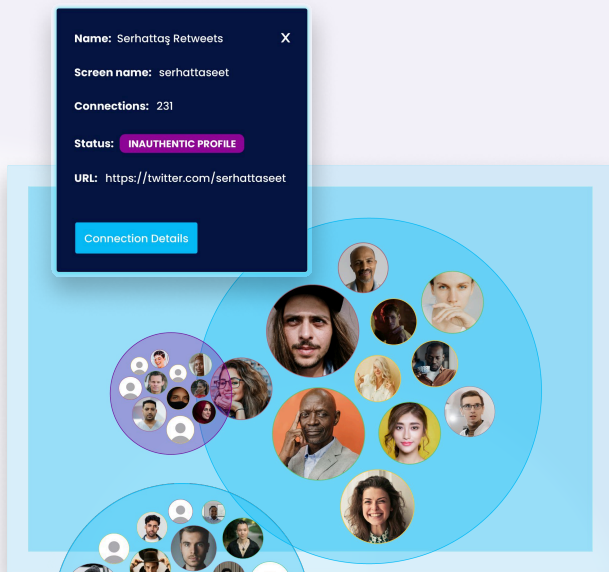 Name: Serhattaş Retweets X
Screen name: serhattaseet
Connections: 231
Status: INAUTHENTIC PROFILE
URL: https://twitter.com/serhattaseet
Connection Details